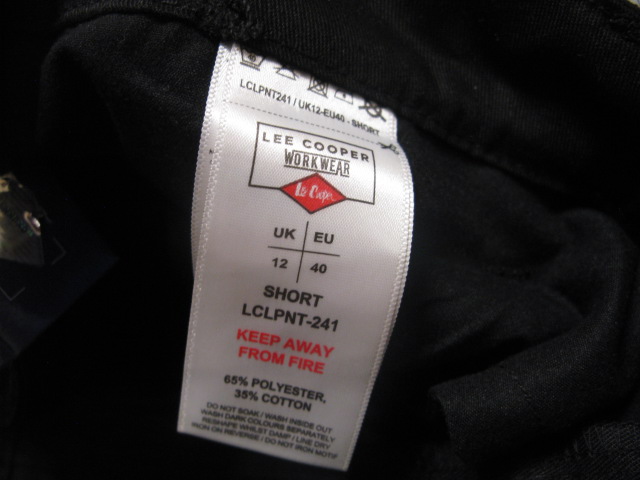 LCLPNT241 / UK12-EU40 - SHORT
LEE COOPER
WORKWEAR
Lee Cooper
UK EU
12 40
SHORT
LCLPNT-241
KEEP AWAY
FROM FIRE
65% POLYESTER,
35% COTTON
DO NOT SOAK / WASH INSIDE OUT
WASH DARK COLOURS SEPARATELY
RESHAPE WHILST DAMP / LINE DRY
IRON ON REVERSE / DO NOT IRON MOTIF